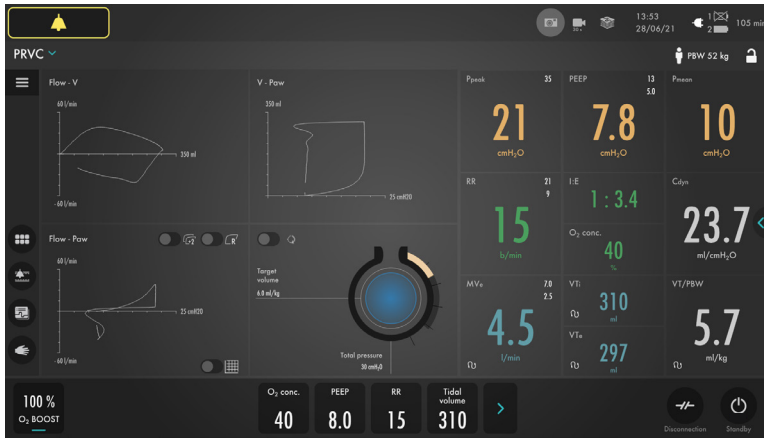 13:53
28/06/21
1
2
105 min
PRVC
PBW 52 kg
Flow - V
60 l/min
350 ml
- 60 l/min
V - Paw
350 ml
25 cmH2O
Flow - Paw
60 l/min
25 cmH2O
- 60 l/min
Target
volume
6.0 ml/kg
Total pressure
30 cmH2O
Ppeak 35
21
cmH2O
PEEP 13
5.0
7.8
cmH2O
Pmean
10
cmH2O
RR 21
9
15
b/min
I:E
1 : 3.4
O2 conc.
40
%
Cdyn
23.7
ml/cmH2O
MVe 7.0
2.5
4.5
l/min
VTi
310
ml
VTe
297
ml
VT/PBW
5.7
ml/kg
100 %
O2 BOOST
O2 conc.
40
PEEP
8.0
RR
15
Tidal
volume
310
Disconnection
Standby